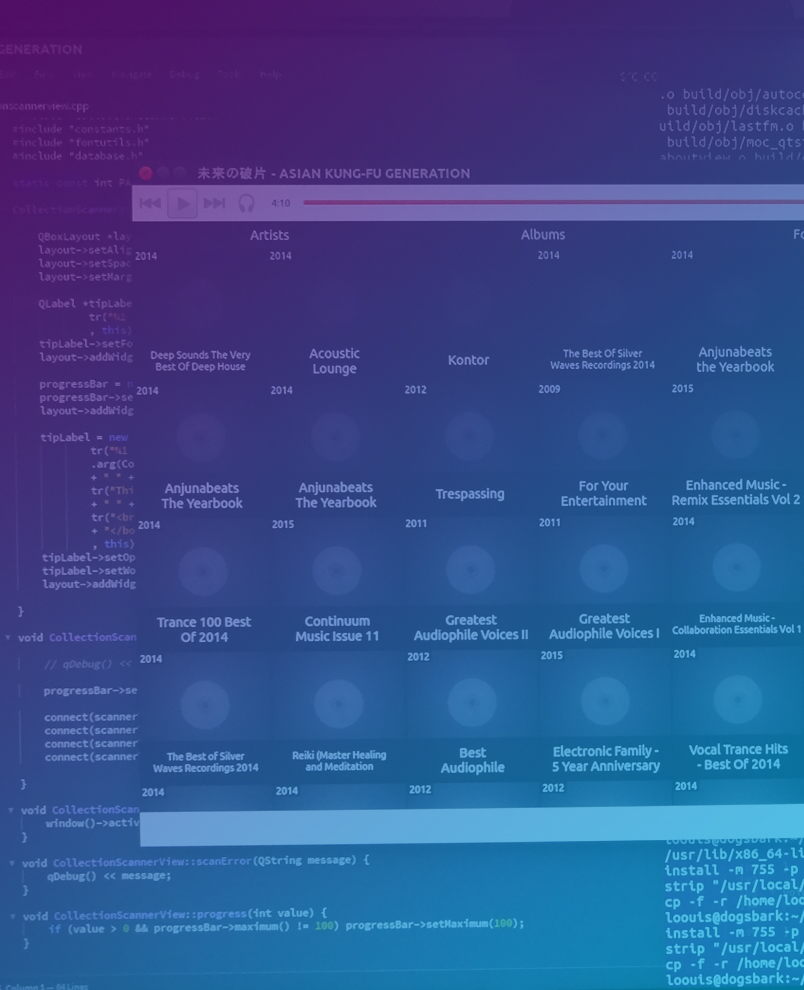 GENERATION
Debug Tools Help
nscannerview.cpp
#include "constants.h"
#include "fontutils.h"
#include "database.h"
static const int
QBoxLayout *lay
layout->setAlig
layout->setSpac
layout->setMarg
QLabel *tipLabe
tr("%1
, this)
tipLabel->setFo
layout->addWidg
progressBar = n
progressBar->se
layout->addWidg
tipLabel = new
tr("%1
.arg(Co
+ " " +
tr("Thi
+ " " +
tr("<br
+ "</bo
, this)
tipLabel->setOp
tipLabel->setWo
layout->addWidg
}
void CollectionScan
// qDebug() <<
progressBar->se
connect(scanner
connect(scanner
connect(scanner
connect(scanner
}
void CollectionScan
window()->activ
}
void CollectionScannerView::scanError(QString message) {
qDebug() << message;
}
void CollectionScannerView::progress(int value) {
if (value > 0 && progressBar->maximum() != 100) progressBar->setMaximum(100);
}
.o build/obj/autoc
build/obj/diskcac
uild/obj/lastfm.o
build/obj/moc_qts
aboutview.o build/
未来の破片 - ASIAN KUNG-FU GENERATION
4:10
Artists Albums Fo
2014 2014 2014 2014
Deep Sounds The Very
Best Of Deep House
Acoustic
Lounge
Kontor
The Best Of Silver
Waves Recordings 2014
Anjunabeats
the Yearbook
2014 2014 2012 2009 2015
Anjunabeats
The Yearbook
Anjunabeats
The Yearbook
Trespassing
For Your
Entertainment
Enhanced Music -
Remix Essentials Vol 2
2014 2015 2011 2011 2014
Trance 100 Best
Of 2014
Continuum
Music Issue 11
Greatest
Audiophile Voices II
Greatest
Audiophile Voices I
Enhanced Music -
Collaboration Essentials Vol 1
2014 2012 2015 2014
The Best of Silver
Waves Recordings 2014
Reiki (Master Healing
and Meditation
Best
Audiophile
Electronic Family -
5 Year Anniversary
Vocal Trance Hits
- Best Of 2014
2014 2014 2012 2012 2014
loouis@dogsbark:~/
/usr/lib/x86_64-li
install -m 755 -p
strip "/usr/local/
cp -f -r /home/loo
loouis@dogsbark:~/
install -m 755 -p
strip "/usr/local/
cp -f -r /home/loo
loouis@dogsbark:~/